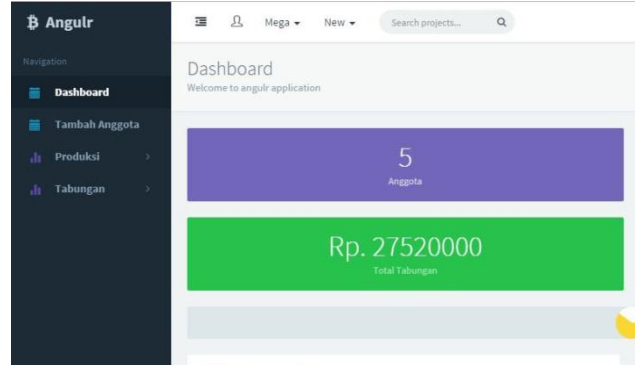 Angulr
Mega
New
Search projects...
Navigation
Dashboard
Tambah Anggota
Produksi
Tabungan
Dashboard
Welcome to angulr application
5
Anggota
Rp. 27520000
Total Tabungan